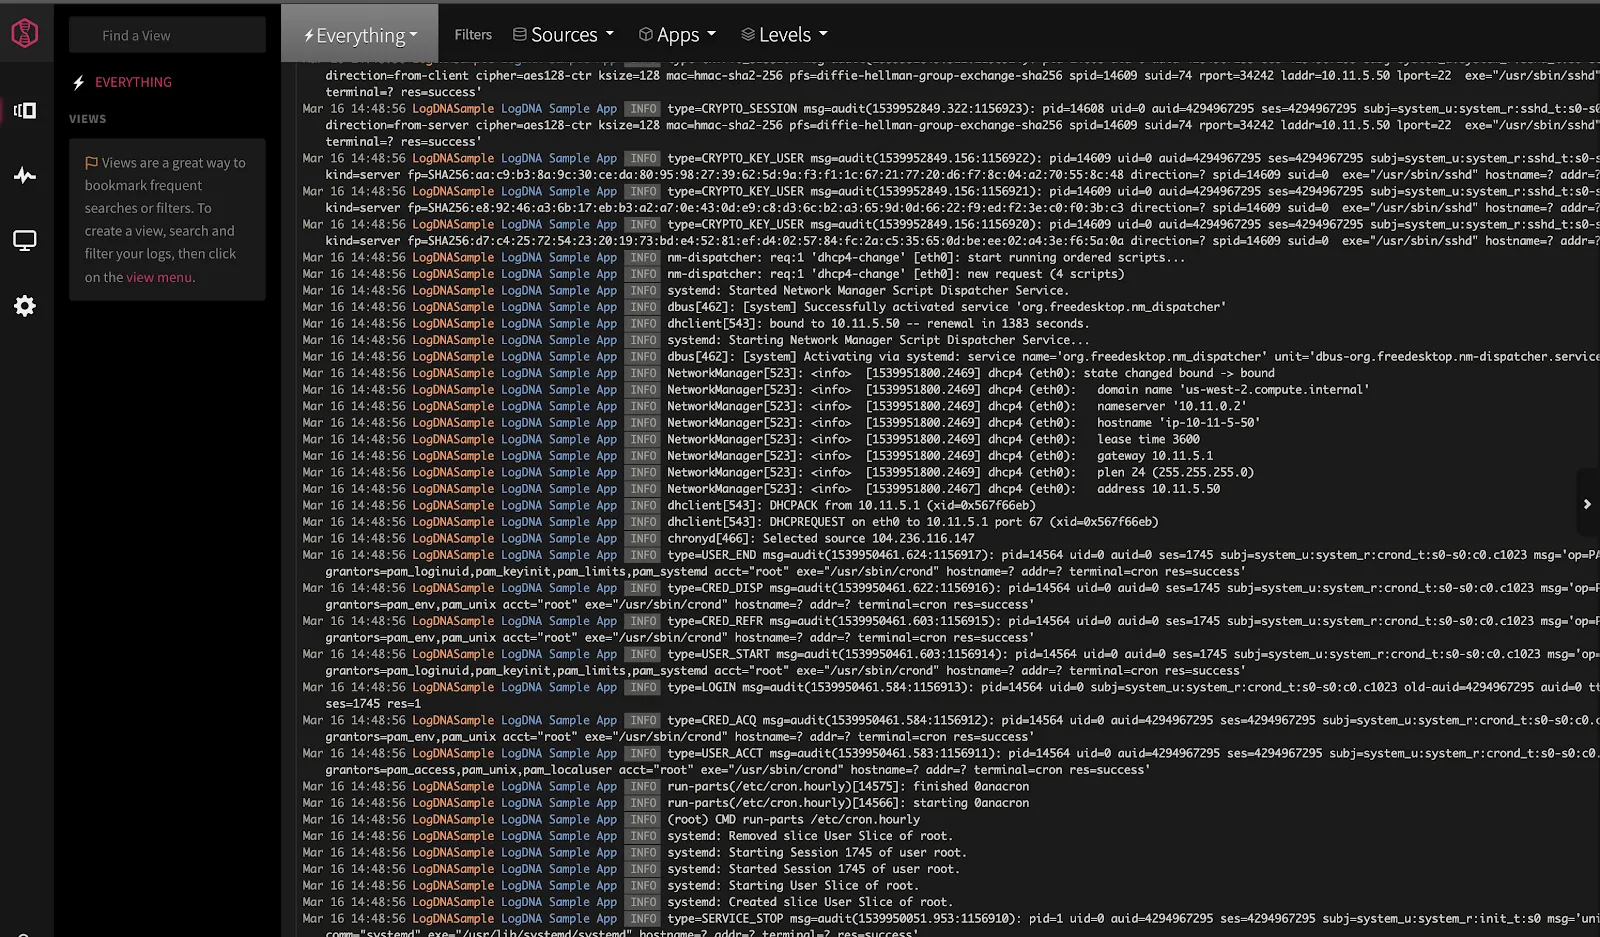 Find a View
Everything
Filters
Sources
Apps
Levels
EVERYTHING
VIEWS
Views are a great way to
bookmark frequent
searches or filters. To
create a view, search and
filter your logs, then click
on the view menu.
direction=from-client cipher=aes128-ctr ksize=128 mac=hmac-sha2-256 pfs=diffie-hellman-group-exchange-sha256 spid=14609 suid=74 rport=34242 laddr=10.11.5.50 lport=22  exe="/usr/sbin/sshd"
terminal=? res=success'
Mar 16 14:48:56 LogDNASample LogDNA Sample App INFO type=CRYPTO_SESSION msg=audit(1539952849.322:1156923): pid=14608 uid=0 auid=4294967295 ses=4294967295 subj=system_u:system_r:sshd_t:s0-s0
direction=from-server cipher=aes128-ctr ksize=128 mac=hmac-sha2-256 pfs=diffie-hellman-group-exchange-sha256 spid=14609 suid=74 rport=34242 laddr=10.11.5.50 lport=22  exe="/usr/sbin/sshd"
terminal=? res=success'
Mar 16 14:48:56 LogDNASample LogDNA Sample App INFO type=CRYPTO_KEY_USER msg=audit(1539952849.156:1156922): pid=14609 uid=0 auid=4294967295 ses=4294967295 subj=system_u:system_r:sshd_t:s0-
kind=server fp=SHA256:aa:c9:b3:8a:9c:30:ce:da:80:95:98:27:39:62:5d:9a:f3:f1:1c:67:21:77:20:d6:f7:8c:04:a2:70:55:8c:48 direction=? spid=14609 suid=0  exe="/usr/sbin/sshd" hostname=? addr=?
Mar 16 14:48:56 LogDNASample LogDNA Sample App INFO type=CRYPTO_KEY_USER msg=audit(1539952849.156:1156921): pid=14609 uid=0 auid=4294967295 ses=4294967295 subj=system_u:system_r:sshd_t:s0-
kind=server fp=SHA256:e8:92:46:a3:6b:17:eb:b3:a2:a7:0e:43:0d:e9:c8:d3:6c:b2:a3:65:9d:0d:66:22:f9:ed:f2:3e:c0:f0:3b:c3 direction=? spid=14609 suid=0  exe="/usr/sbin/sshd" hostname=? addr=?
Mar 16 14:48:56 LogDNASample LogDNA Sample App INFO type=CRYPTO_KEY_USER msg=audit(1539952849.156:1156920): pid=14609 uid=0 auid=4294967295 ses=4294967295 subj=system_u:system_r:sshd_t:s0-
kind=server fp=SHA256:d7:c4:25:72:54:23:20:19:73:bd:e4:52:81:ef:d4:02:57:84:fc:2a:c5:35:65:0d:be:ee:02:a4:3e:f6:5a:0a direction=? spid=14609 suid=0  exe="/usr/sbin/sshd" hostname=? addr=?
Mar 16 14:48:56 LogDNASample LogDNA Sample App INFO nm-dispatcher: req:1 'dhcp4-change' [eth0]: start running ordered scripts...
Mar 16 14:48:56 LogDNASample LogDNA Sample App INFO nm-dispatcher: req:1 'dhcp4-change' [eth0]: new request (4 scripts)
Mar 16 14:48:56 LogDNASample LogDNA Sample App INFO systemd: Started Network Manager Script Dispatcher Service.
Mar 16 14:48:56 LogDNASample LogDNA Sample App INFO dbus[462]: [system] Successfully activated service 'org.freedesktop.nm_dispatcher'
Mar 16 14:48:56 LogDNASample LogDNA Sample App INFO dhclient[543]: bound to 10.11.5.50 -- renewal in 1383 seconds.
Mar 16 14:48:56 LogDNASample LogDNA Sample App INFO systemd: Starting Network Manager Script Dispatcher Service...
Mar 16 14:48:56 LogDNASample LogDNA Sample App INFO dbus[462]: [system] Activating via systemd: service name='org.freedesktop.nm_dispatcher' unit='dbus-org.freedesktop.nm-dispatcher.service
Mar 16 14:48:56 LogDNASample LogDNA Sample App INFO NetworkManager[523]: <info>  [1539951800.2469] dhcp4 (eth0): state changed bound -> bound
Mar 16 14:48:56 LogDNASample LogDNA Sample App INFO NetworkManager[523]: <info>  [1539951800.2469] dhcp4 (eth0):   domain name 'us-west-2.compute.internal'
Mar 16 14:48:56 LogDNASample LogDNA Sample App INFO NetworkManager[523]: <info>  [1539951800.2469] dhcp4 (eth0):   nameserver '10.11.0.2'
Mar 16 14:48:56 LogDNASample LogDNA Sample App INFO NetworkManager[523]: <info>  [1539951800.2469] dhcp4 (eth0):   hostname 'ip-10-11-5-50'
Mar 16 14:48:56 LogDNASample LogDNA Sample App INFO NetworkManager[523]: <info>  [1539951800.2469] dhcp4 (eth0):   lease time 3600
Mar 16 14:48:56 LogDNASample LogDNA Sample App INFO NetworkManager[523]: <info>  [1539951800.2469] dhcp4 (eth0):   gateway 10.11.5.1
Mar 16 14:48:56 LogDNASample LogDNA Sample App INFO NetworkManager[523]: <info>  [1539951800.2469] dhcp4 (eth0):   plen 24 (255.255.255.0)
Mar 16 14:48:56 LogDNASample LogDNA Sample App INFO NetworkManager[523]: <info>  [1539951800.2467] dhcp4 (eth0):   address 10.11.5.50
Mar 16 14:48:56 LogDNASample LogDNA Sample App INFO dhclient[543]: DHCPACK from 10.11.5.1 (xid=0x567f66eb)
Mar 16 14:48:56 LogDNASample LogDNA Sample App INFO dhclient[543]: DHCPREQUEST on eth0 to 10.11.5.1 port 67 (xid=0x567f66eb)
Mar 16 14:48:56 LogDNASample LogDNA Sample App INFO chronyd[466]: Selected source 104.236.116.147
Mar 16 14:48:56 LogDNASample LogDNA Sample App INFO type=USER_END msg=audit(1539950461.624:1156917): pid=14564 uid=0 auid=0 ses=1745 subj=system_u:system_r:crond_t:s0-s0:c0.c1023 msg='op=PA
grantors=pam_loginuid,pam_keyinit,pam_limits,pam_systemd acct="root" exe="/usr/sbin/crond" hostname=? addr=? terminal=cron res=success'
Mar 16 14:48:56 LogDNASample LogDNA Sample App INFO type=CRED_DISP msg=audit(1539950461.622:1156916): pid=14564 uid=0 auid=0 ses=1745 subj=system_u:system_r:crond_t:s0-s0:c0.c1023 msg='op=P
grantors=pam_env,pam_unix acct="root" exe="/usr/sbin/crond" hostname=? addr=? terminal=cron res=success'
Mar 16 14:48:56 LogDNASample LogDNA Sample App INFO type=CRED_REFR msg=audit(1539950461.603:1156915): pid=14564 uid=0 auid=0 ses=1745 subj=system_u:system_r:crond_t:s0-s0:c0.c1023 msg='op=P
grantors=pam_env,pam_unix acct="root" exe="/usr/sbin/crond" hostname=? addr=? terminal=cron res=success'
Mar 16 14:48:56 LogDNASample LogDNA Sample App INFO type=USER_START msg=audit(1539950461.603:1156914): pid=14564 uid=0 auid=0 ses=1745 subj=system_u:system_r:crond_t:s0-s0:c0.c1023 msg='op=
grantors=pam_loginuid,pam_keyinit,pam_limits,pam_systemd acct="root" exe="/usr/sbin/crond" hostname=? addr=? terminal=cron res=success'
Mar 16 14:48:56 LogDNASample LogDNA Sample App INFO type=LOGIN msg=audit(1539950461.584:1156913): pid=14564 uid=0 subj=system_u:system_r:crond_t:s0-s0:c0.c1023 old-auid=4294967295 auid=0 tt
ses=1745 res=1
Mar 16 14:48:56 LogDNASample LogDNA Sample App INFO type=CRED_ACQ msg=audit(1539950461.584:1156912): pid=14564 uid=0 auid=4294967295 ses=4294967295 subj=system_u:system_r:crond_t:s0-s0:c0.c
grantors=pam_env,pam_unix acct="root" exe="/usr/sbin/crond" hostname=? addr=? terminal=cron res=success'
Mar 16 14:48:56 LogDNASample LogDNA Sample App INFO type=USER_ACCT msg=audit(1539950461.583:1156911): pid=14564 uid=0 auid=4294967295 ses=4294967295 subj=system_u:system_r:crond_t:s0-s0:c0.
grantors=pam_access,pam_unix,pam_localuser acct="root" exe="/usr/sbin/crond" hostname=? addr=? terminal=cron res=success'
Mar 16 14:48:56 LogDNASample LogDNA Sample App INFO run-parts(/etc/cron.hourly)[14575]: finished 0anacron
Mar 16 14:48:56 LogDNASample LogDNA Sample App INFO run-parts(/etc/cron.hourly)[14566]: starting 0anacron
Mar 16 14:48:56 LogDNASample LogDNA Sample App INFO (root) CMD run-parts /etc/cron.hourly
Mar 16 14:48:56 LogDNASample LogDNA Sample App INFO systemd: Removed slice User Slice of root.
Mar 16 14:48:56 LogDNASample LogDNA Sample App INFO systemd: Starting Session 1745 of user root.
Mar 16 14:48:56 LogDNASample LogDNA Sample App INFO systemd: Started Session 1745 of user root.
Mar 16 14:48:56 LogDNASample LogDNA Sample App INFO systemd: Starting User Slice of root.
Mar 16 14:48:56 LogDNASample LogDNA Sample App INFO systemd: Created slice User Slice of root.
Mar 16 14:48:56 LogDNASample LogDNA Sample App INFO type=SERVICE_STOP msg=audit(1539950051.953:1156910): pid=1 uid=0 auid=4294967295 ses=4294967295 subj=system_u:system_r:init_t:s0 msg='uni
comm="systemd" exe="/usr/lib/systemd/systemd" hostname=? addr=? terminal=? res=success'